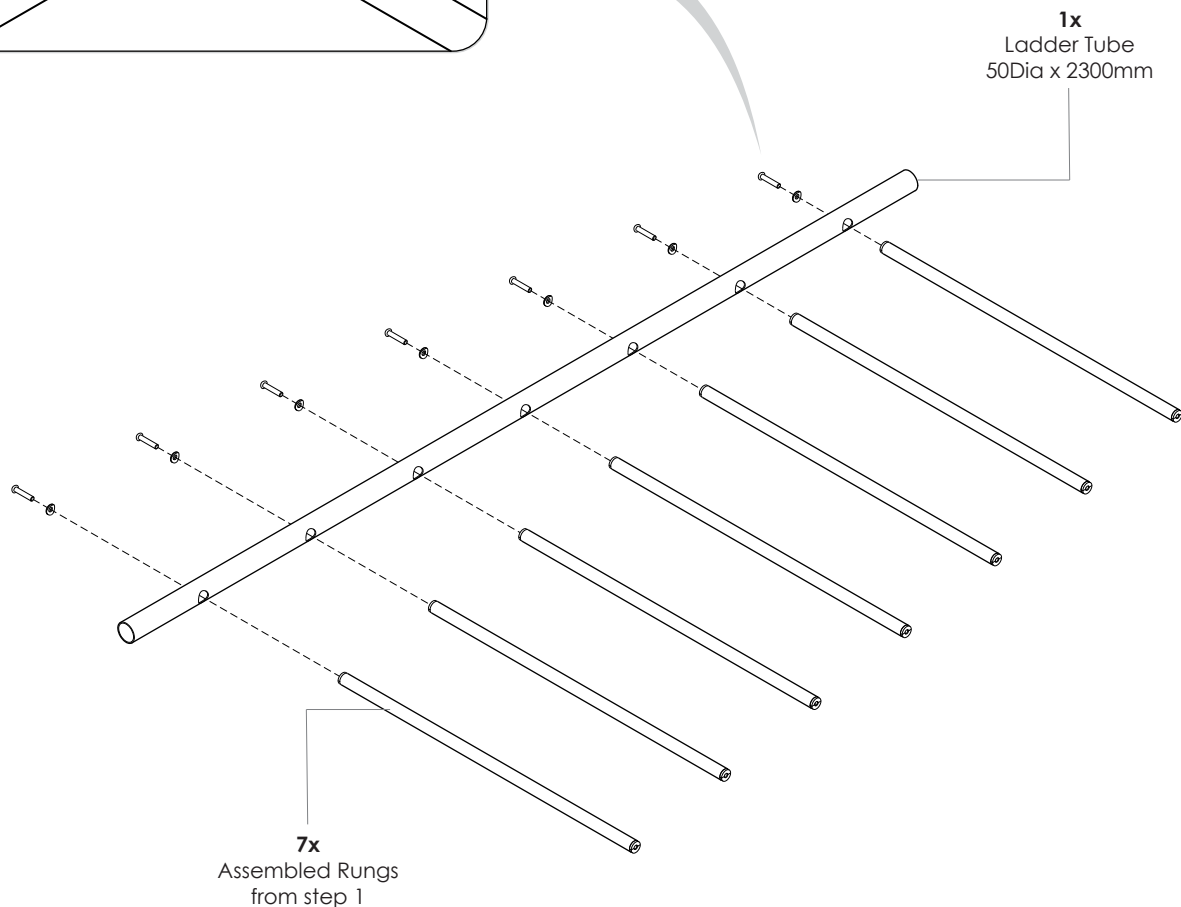 1x
Ladder Tube
50Dia x 2300mm
7x
Assembled Rungs
from step 1